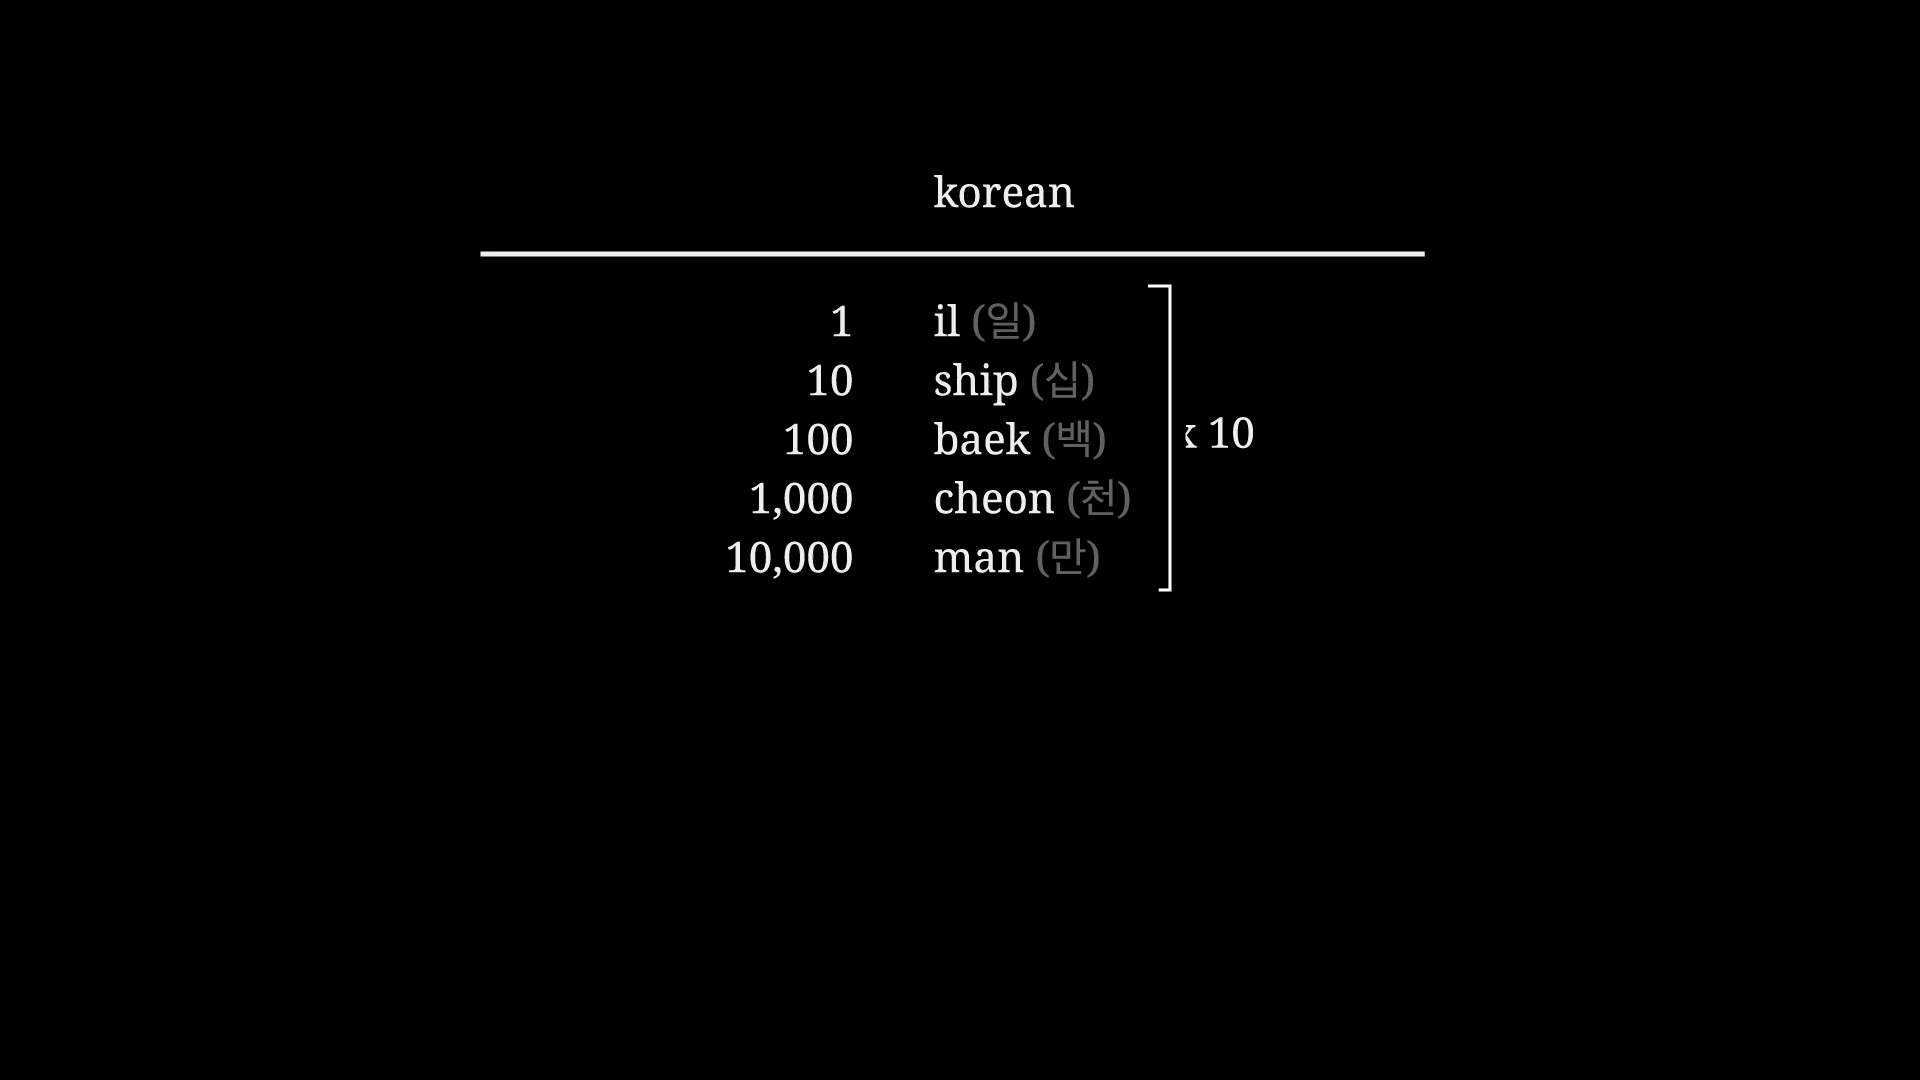 korean
1 il (일)
10 ship (십)
100 baek (백)
1,000 cheon (천)
10,000 man (만)
x 10